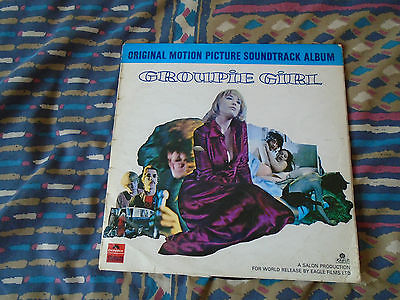 ORIGINAL MOTION PICTURE SOUNDTRACK ALBUM
GROUPIE GIRL
A SALON PRODUCTION
FOR WORLD RELEASE BY EAGLE FILMS LTD